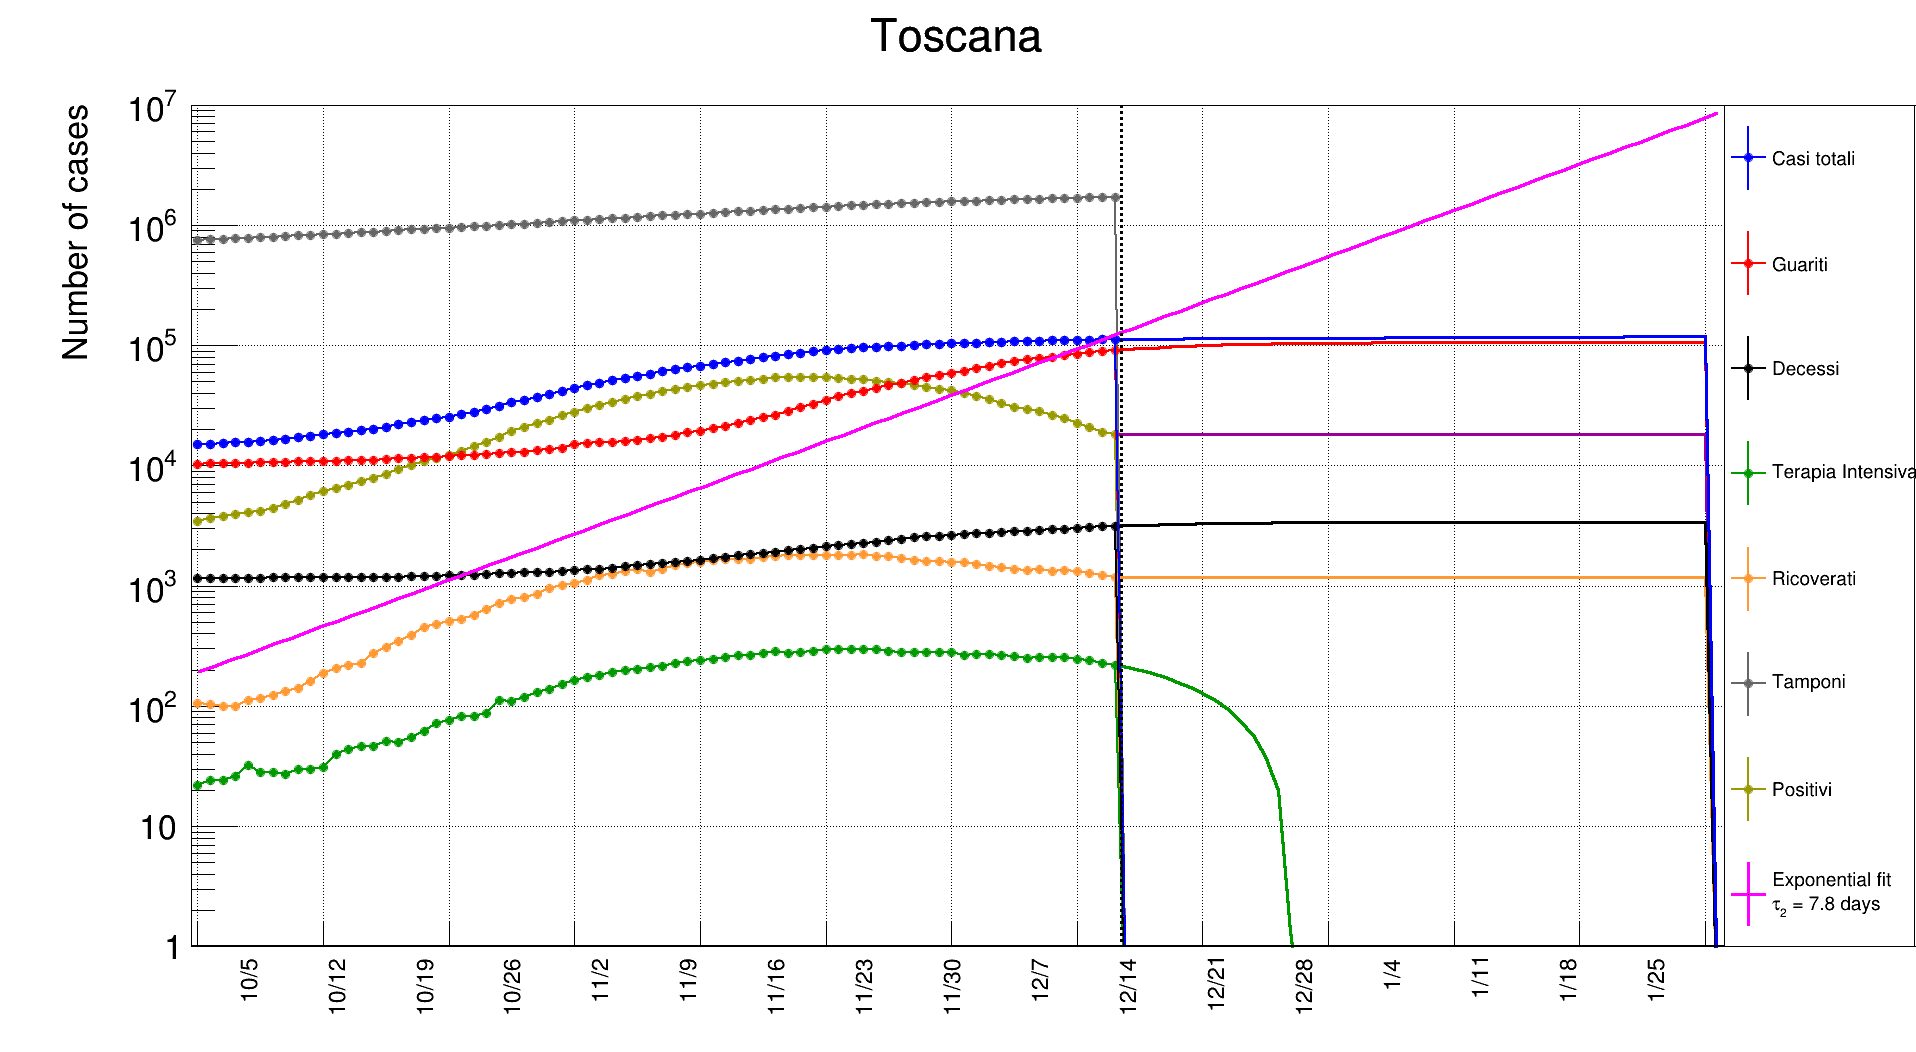 Toscana
Number of cases
10^7
10^6
10^5
10^4
10^3
10^2
10
1
10/5
10/12
10/19
10/26
11/2
11/9
11/16
11/23
11/30
12/7
12/14
12/21
12/28
1/4
1/11
1/18
1/25
Casi totali
Guariti
Decessi
Terapia Intensiva
Ricoverati
Tamponi
Positivi
Exponential fit
τ₂ = 7.8 days